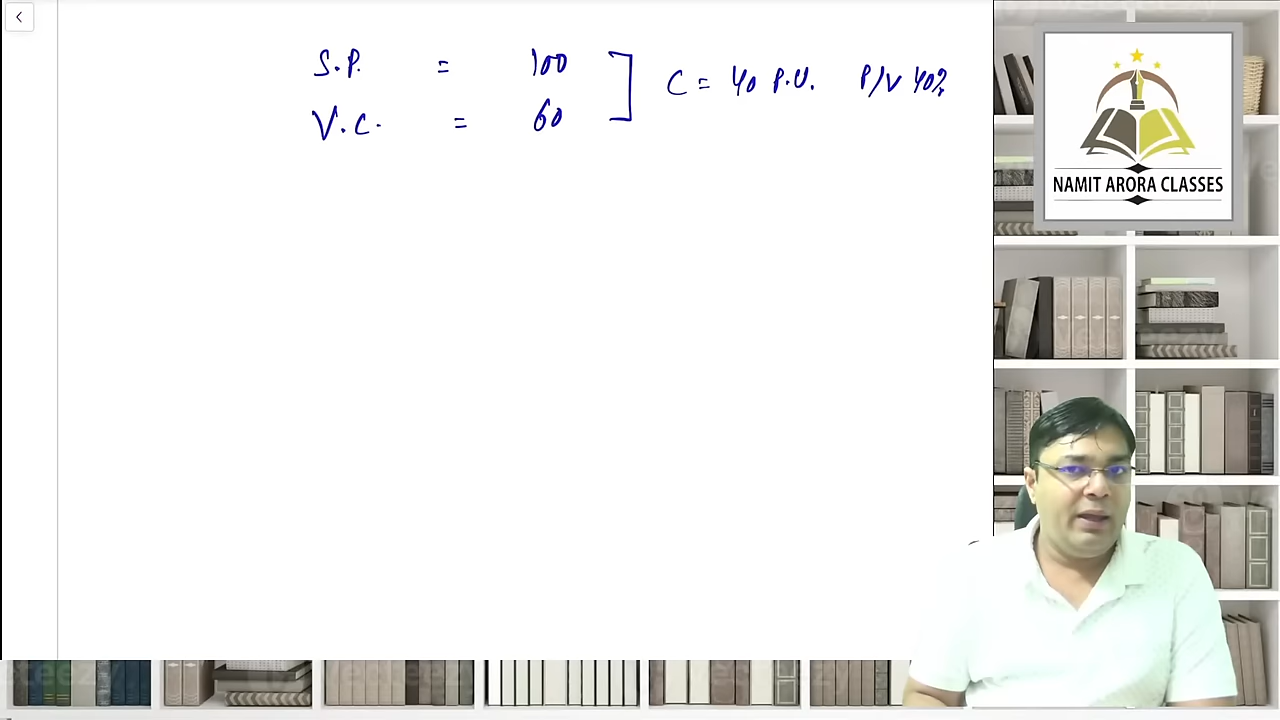 S.P. = 100
V.C. = 60
C = 40 P.U. P/V 40%
NAMIT ARORA CLASSES